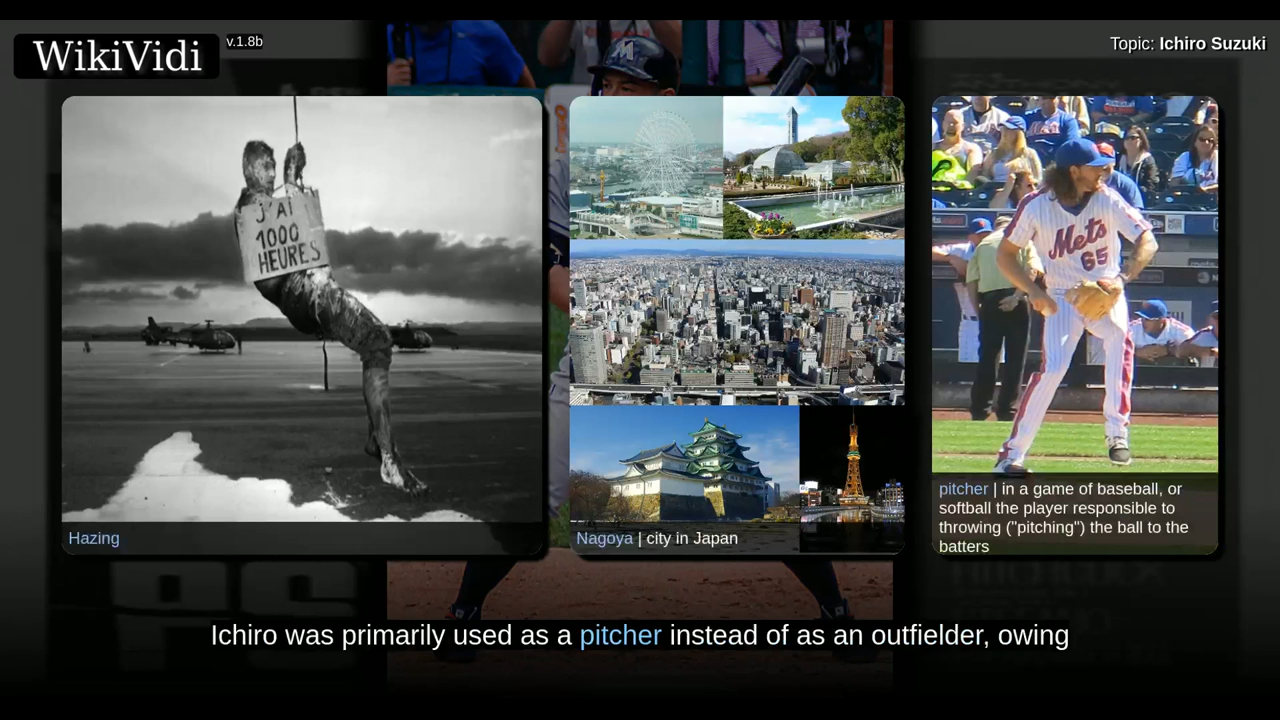 WikiVidi
v.1.8b
Topic: Ichiro Suzuki
J'AI
1000
HEURES
Mets
65
Hazing
Nagoya | city in Japan
pitcher | in a game of baseball, or
softball the player responsible to
throwing ("pitching") the ball to the
batters
Ichiro was primarily used as a pitcher instead of as an outfielder, owing